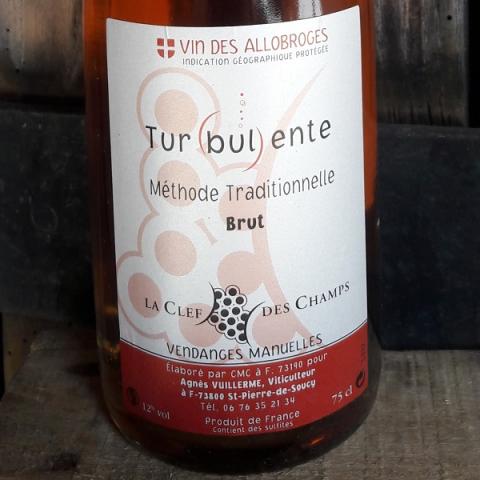 VIN DES ALLOBROGES
INDICATION GÉOGRAPHIQUE PROTÉGÉE
Tur(bul)ente
Méthode Traditionnelle
Brut
LA CLEF DES CHAMPS
VENDANGES MANUELLES
Élaboré par CMC à F. 73190 pour
Agnès VUILLERME, Viticulteur
à F-73800 St-Pierre-de-Soucy
Tél. 06 76 35 21 34
12% vol
75 cl
Produit de France
Contient des sulfites